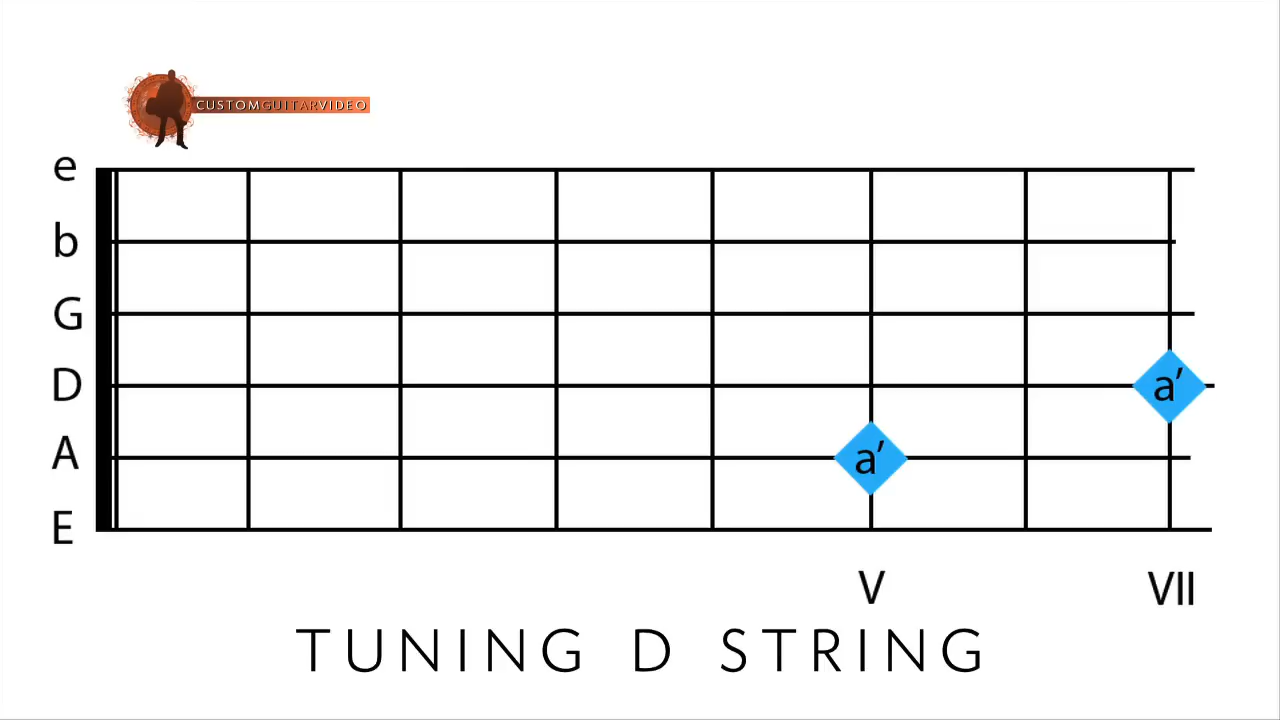 CUSTOMGUITARVIDEO
e
b
G
D a′
A a′
E
V VII
TUNING D STRING